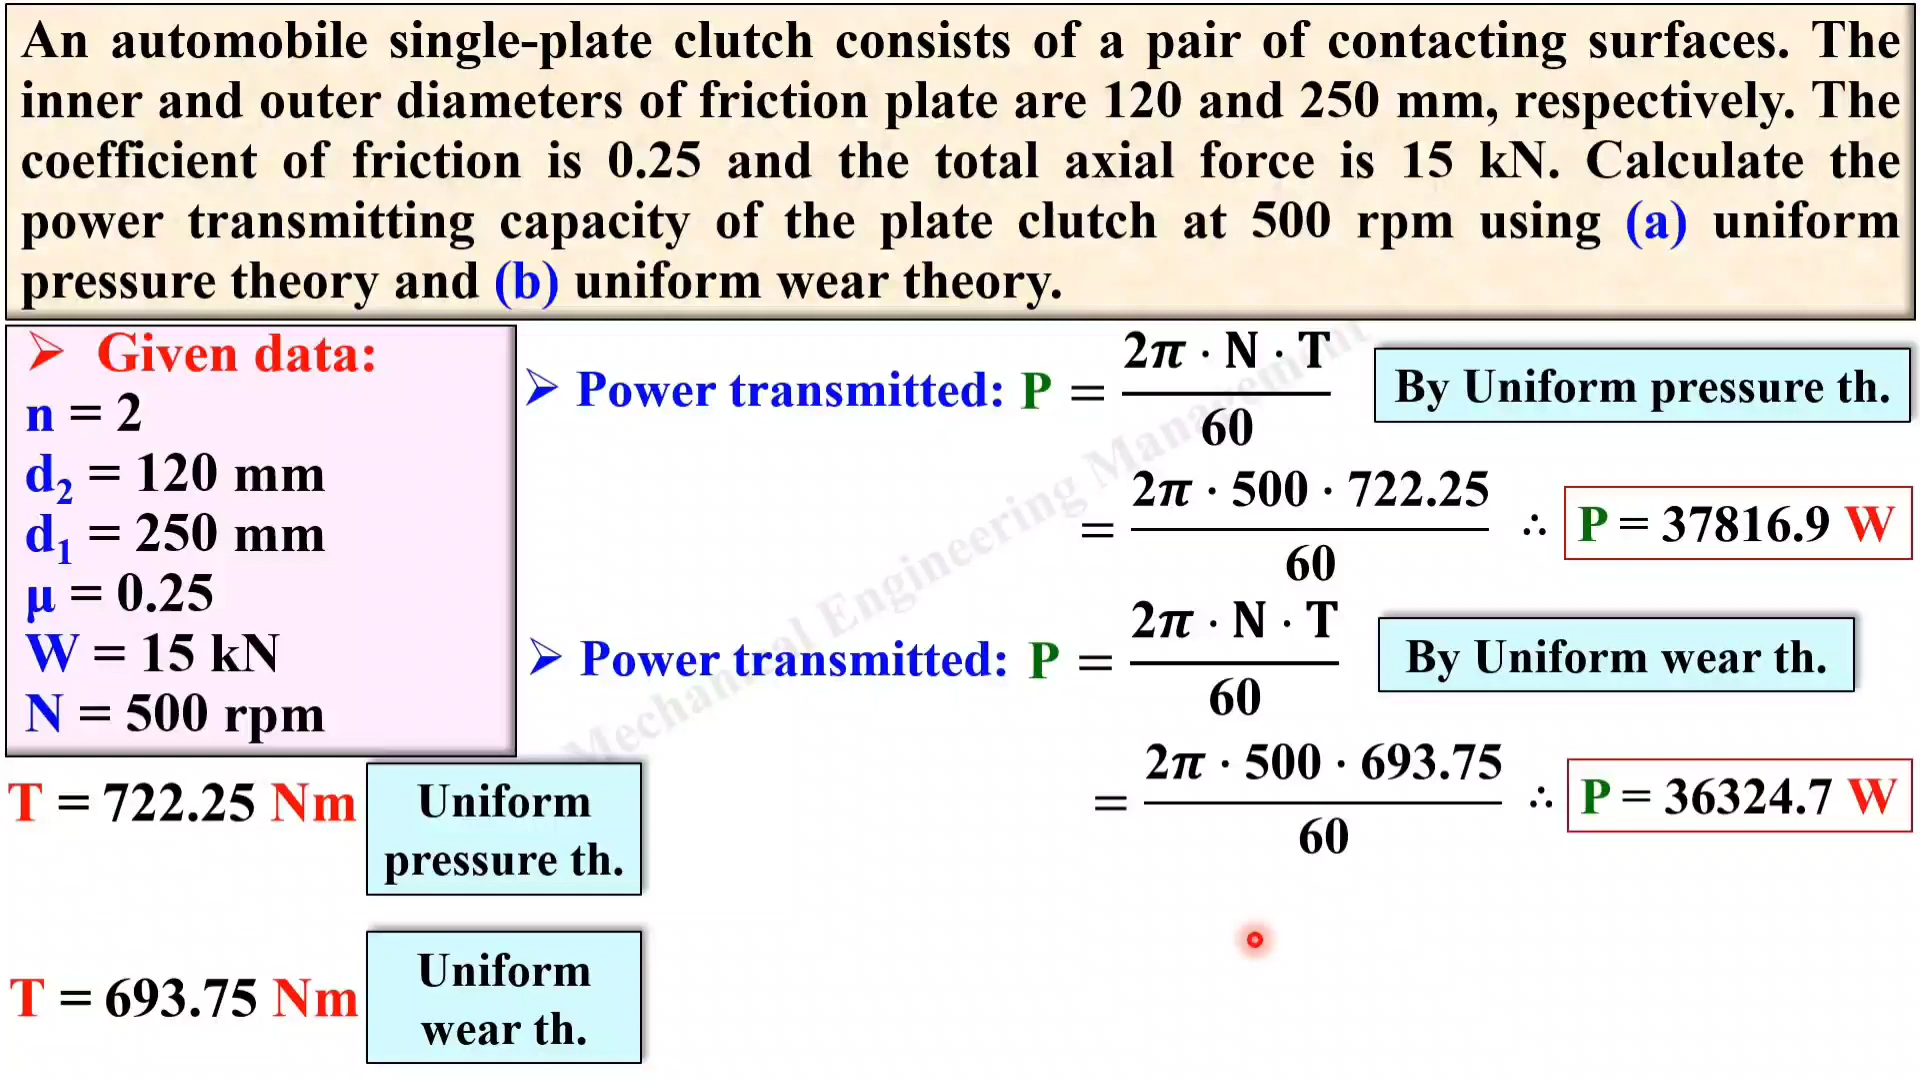 An automobile single-plate clutch consists of a pair of contacting surfaces. The
inner and outer diameters of friction plate are 120 and 250 mm, respectively. The
coefficient of friction is 0.25 and the total axial force is 15 kN. Calculate the
power transmitting capacity of the plate clutch at 500 rpm using (a) uniform
pressure theory and (b) uniform wear theory.
➢ Given data:
n = 2
d₂ = 120 mm
d₁ = 250 mm
μ = 0.25
W = 15 kN
N = 500 rpm
T = 722.25 Nm
Uniform
pressure th.
T = 693.75 Nm
Uniform
wear th.
➢ Power transmitted: P = 2π · N · T / 60
By Uniform pressure th.
= 2π · 500 · 722.25 / 60 ∴ P = 37816.9 W
➢ Power transmitted: P = 2π · N · T / 60
By Uniform wear th.
= 2π · 500 · 693.75 / 60 ∴ P = 36324.7 W
Mechanical Engineering Management